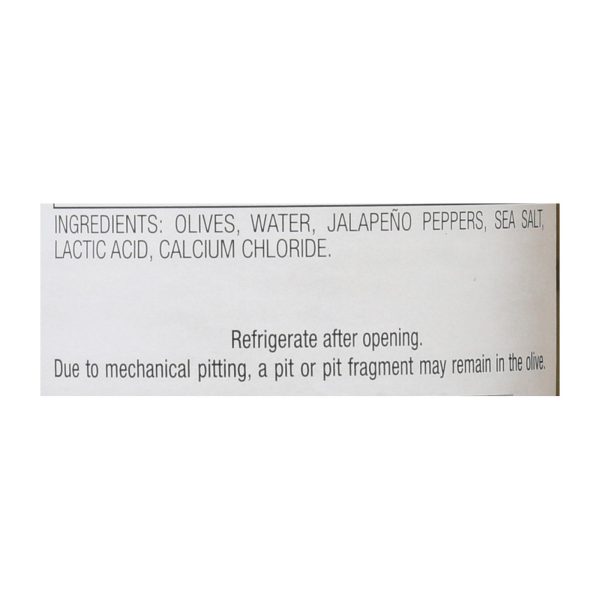 INGREDIENTS: OLIVES, WATER, JALAPEÑO PEPPERS, SEA SALT,
LACTIC ACID, CALCIUM CHLORIDE.
Refrigerate after opening.
Due to mechanical pitting, a pit or pit fragment may remain in the olive.